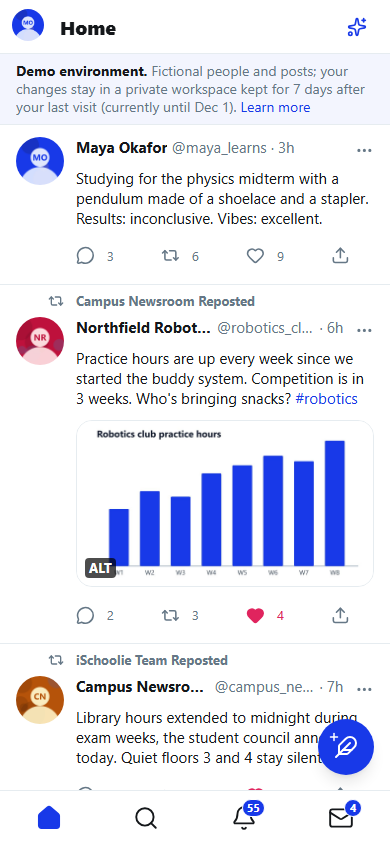 MO
Home
Demo environment. Fictional people and posts; your
changes stay in a private workspace kept for 7 days after
your last visit (currently until Dec 1). Learn more
MO
Maya Okafor @maya_learns · 3h
Studying for the physics midterm with a
pendulum made of a shoelace and a stapler.
Results: inconclusive. Vibes: excellent.
3 6 9
Campus Newsroom Reposted
NR
Northfield Robot... @robotics_cl... · 6h
Practice hours are up every week since we
started the buddy system. Competition is in
3 weeks. Who's bringing snacks? #robotics
Robotics club practice hours
ALT
W2 W3 W4 W5 W6 W7 W8
2 3 4
iSchoolie Team Reposted
CN
Campus Newsro... @campus_ne... · 7h
Library hours extended to midnight during
exam weeks, the student council
today. Quiet floors 3 and 4 stay silent
55 4